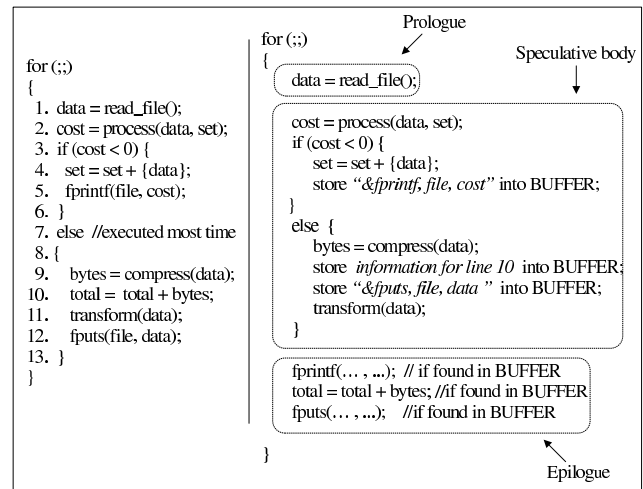 for (;;)
{
1. data = read_file();
2. cost = process(data, set);
3. if (cost < 0) {
4. set = set + {data};
5. fprintf(file, cost);
6. }
7. else //executed most time
8. {
9. bytes = compress(data);
10. total = total + bytes;
11. transform(data);
12. fputs(file, data);
13. }
}
Prologue
for (;;)
{
data = read_file();
Speculative body
cost = process(data, set);
if (cost < 0) {
set = set + {data};
store "&fprintf, file, cost" into BUFFER;
}
else {
bytes = compress(data);
store information for line 10 into BUFFER;
store "&fputs, file, data " into BUFFER;
transform(data);
}
fprintf(… , ...); // if found in BUFFER
total = total + bytes; //if found in BUFFER
fputs(… , ...); //if found in BUFFER
}
Epilogue